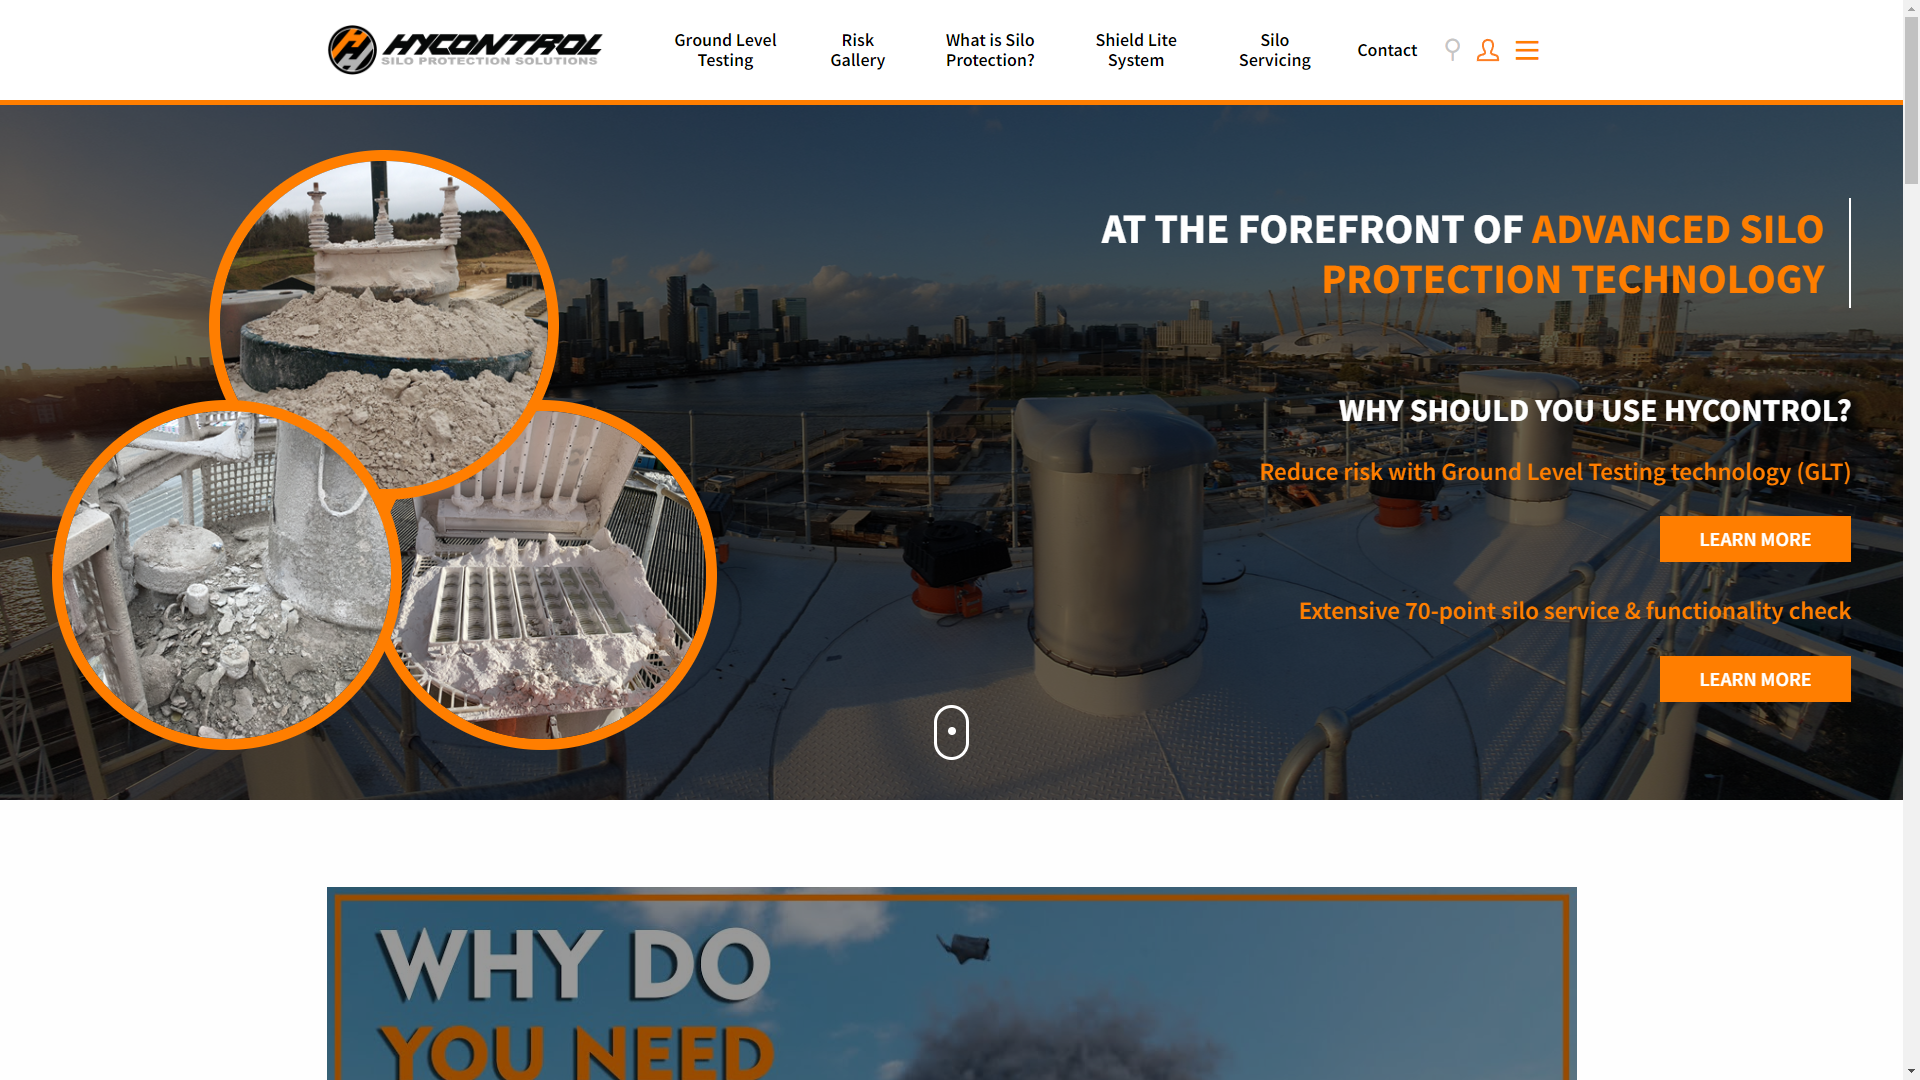 HYCONTROL
SILO PROTECTION SOLUTIONS
Ground Level
Testing
Risk
Gallery
What is Silo
Protection?
Shield Lite
System
Silo
Servicing
Contact
AT THE FOREFRONT OF ADVANCED SILO
PROTECTION TECHNOLOGY
WHY SHOULD YOU USE HYCONTROL?
Reduce risk with Ground Level Testing technology (GLT)
LEARN MORE
Extensive 70-point silo service & functionality check
LEARN MORE
WHY DO
YOU NEED